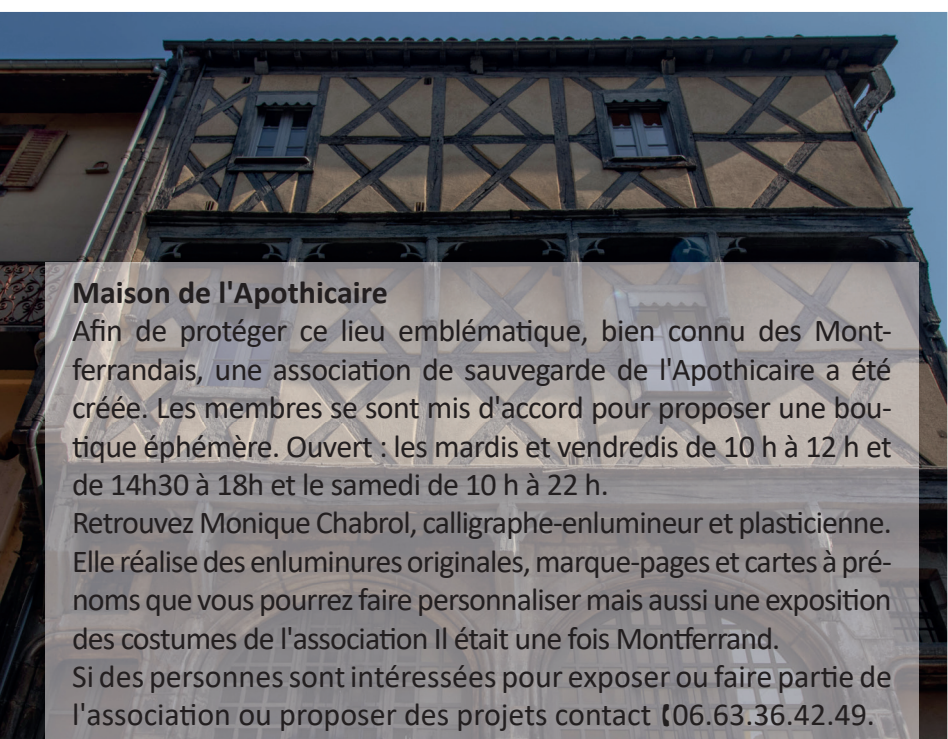 Maison de l'Apothicaire
Afin de protéger ce lieu emblématique, bien connu des Mont-
ferrandais, une association de sauvegarde de l'Apothicaire a été
créée. Les membres se sont mis d'accord pour proposer une bou-
tique éphémère. Ouvert : les mardis et vendredis de 10 h à 12 h et
de 14h30 à 18h et le samedi de 10 h à 22 h.
Retrouvez Monique Chabrol, calligraphe-enlumineur et plasticienne.
Elle réalise des enluminures originales, marque-pages et cartes à pré-
noms que vous pourrez faire personnaliser mais aussi une exposition
des costumes de l'association Il était une fois Montferrand.
Si des personnes sont intéressées pour exposer ou faire partie de
l'association ou proposer des projets contact 🕻06.63.36.42.49.